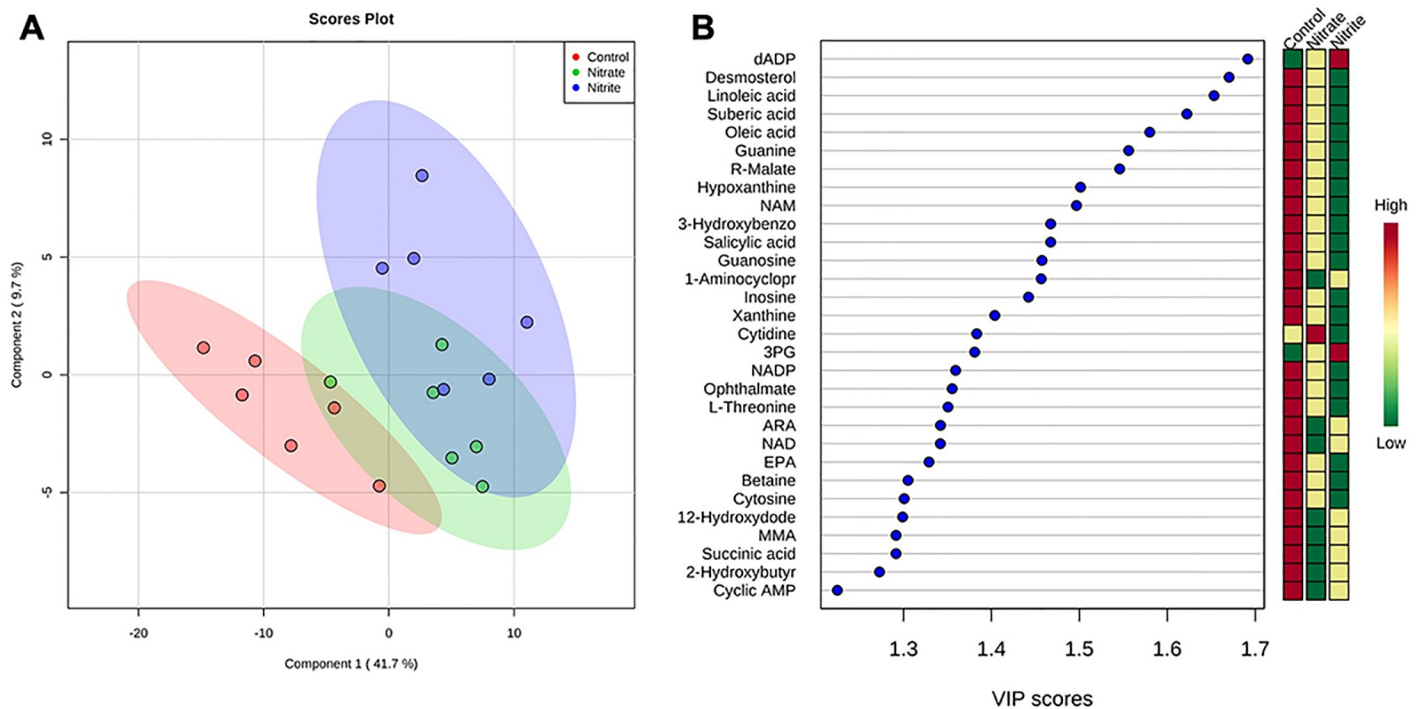 A
Scores Plot
Control
Nitrate
Nitrite
10
5
0
-5
Component 2 ( 9.7 %)
-20
-10
0
10
Component 1 ( 41.7 %)
B
Control
Nitrate
Nitrite
dADP
Desmosterol
Linoleic acid
Suberic acid
Oleic acid
Guanine
R-Malate
Hypoxanthine
NAM
3-Hydroxybenzo
Salicylic acid
Guanosine
1-Aminocyclopr
Inosine
Xanthine
Cytidine
3PG
NADP
Ophthalmate
L-Threonine
ARA
NAD
EPA
Betaine
Cytosine
12-Hydroxydode
MMA
Succinic acid
2-Hydroxybutyr
Cyclic AMP
1.3
1.4
1.5
1.6
1.7
VIP scores
High
Low